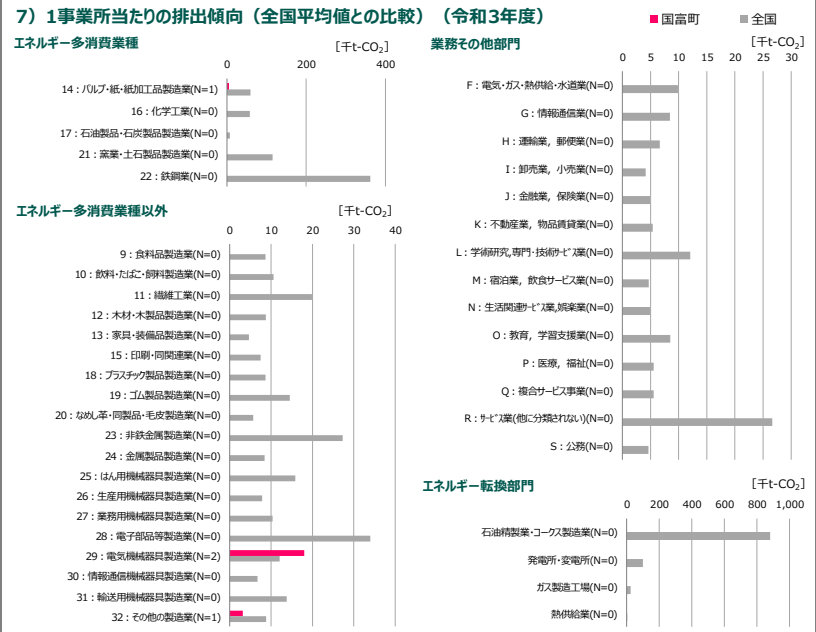 7）1事業所当たりの排出傾向（全国平均値との比較）（令和3年度）
国富町 全国
エネルギー多消費業種
［千t-CO₂］
0 200 400
14：パルプ・紙・紙加工品製造業(N=1)
16：化学工業(N=0)
17：石油製品・石炭製品製造業(N=0)
21：窯業・土石製品製造業(N=0)
22：鉄鋼業(N=0)
エネルギー多消費業種以外
［千t-CO₂］
0 10 20 30 40
9：食料品製造業(N=0)
10：飲料・たばこ・飼料製造業(N=0)
11：繊維工業(N=0)
12：木材・木製品製造業(N=0)
13：家具・装備品製造業(N=0)
15：印刷・同関連業(N=0)
18：プラスチック製品製造業(N=0)
19：ゴム製品製造業(N=0)
20：なめし革・同製品・毛皮製造業(N=0)
23：非鉄金属製造業(N=0)
24：金属製品製造業(N=0)
25：はん用機械器具製造業(N=0)
26：生産用機械器具製造業(N=0)
27：業務用機械器具製造業(N=0)
28：電子部品等製造業(N=0)
29：電気機械器具製造業(N=2)
30：情報通信機械器具製造業(N=0)
31：輸送用機械器具製造業(N=0)
32：その他の製造業(N=1)
業務その他部門
［千t-CO₂］
0 5 10 15 20 25 30
F：電気・ガス・熱供給・水道業(N=0)
G：情報通信業(N=0)
H：運輸業，郵便業(N=0)
I：卸売業，小売業(N=0)
J：金融業，保険業(N=0)
K：不動産業，物品賃貸業(N=0)
L：学術研究,専門・技術サービス業(N=0)
M：宿泊業，飲食サービス業(N=0)
N：生活関連サービス業,娯楽業(N=0)
O：教育，学習支援業(N=0)
P：医療，福祉(N=0)
Q：複合サービス事業(N=0)
R：サービス業(他に分類されない)(N=0)
S：公務(N=0)
エネルギー転換部門
［千t-CO₂］
0 200 400 600 800 1,000
石油精製業・コークス製造業(N=0)
発電所・変電所(N=0)
ガス製造工場(N=0)
熱供給業(N=0)